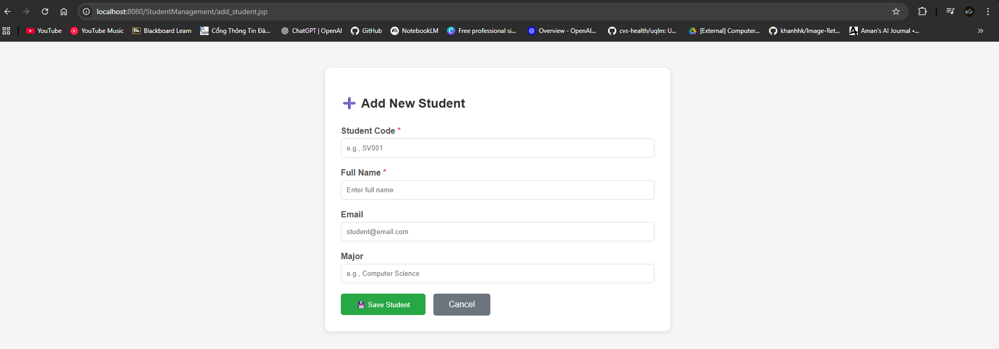 localhost:8080/StudentManagement/add_student.jsp
YouTube YouTube Music Bb Blackboard Learn Cổng Thông Tin Đà... ChatGPT | OpenAI GitHub NotebookLM Free professional si... Overview - OpenAI... cvs-health/uqlm: U... [External] Computer... khanhhk/Image-Ret... Aman's AI Journal •... »
Add New Student
Student Code *
e.g., SV001
Full Name *
Enter full name
Email
student@email.com
Major
e.g., Computer Science
Save Student Cancel